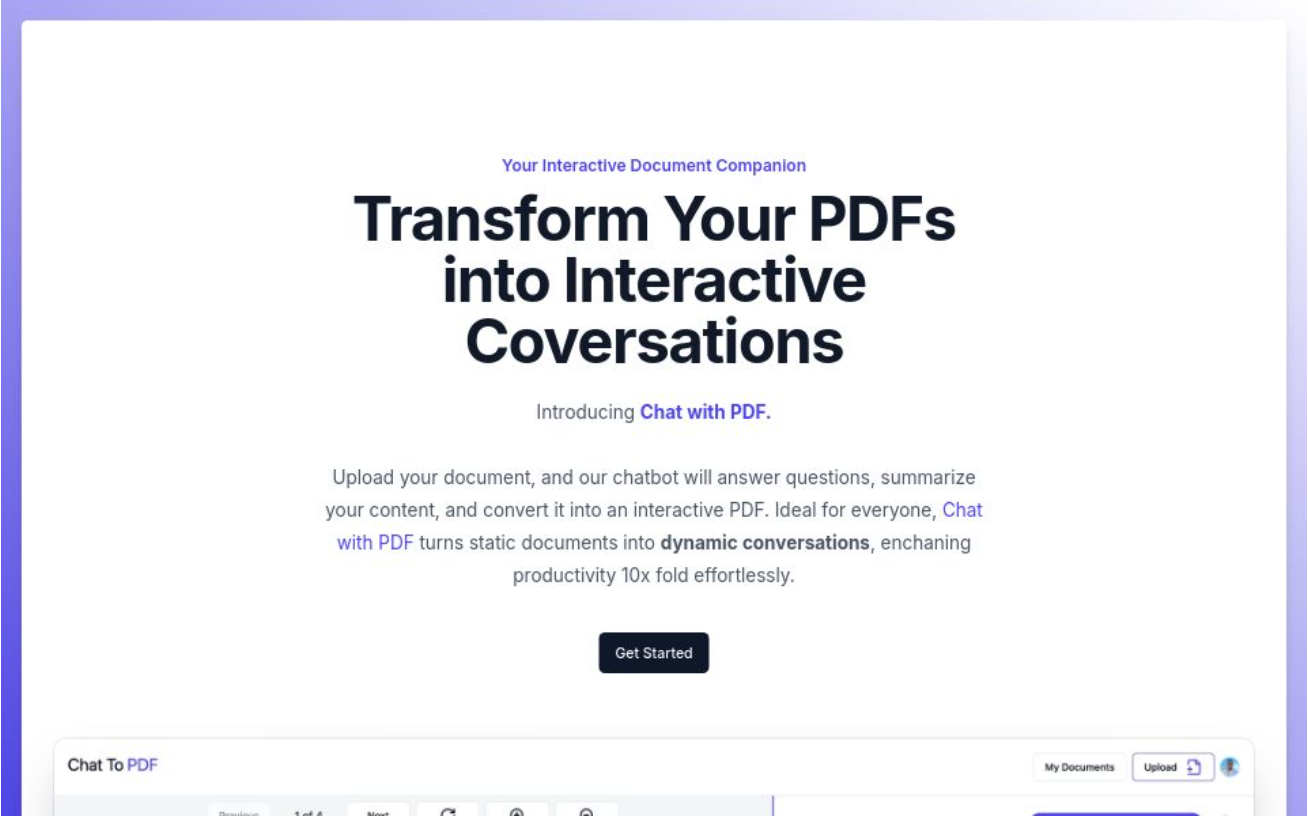 Your Interactive Document Companion
Transform Your PDFs
into Interactive
Coversations
Introducing Chat with PDF.
Upload your document, and our chatbot will answer questions, summarize
your content, and convert it into an interactive PDF. Ideal for everyone, Chat
with PDF turns static documents into dynamic conversations, enchaning
productivity 10x fold effortlessly.
Get Started
Chat To PDF
My Documents Upload
Previous 1 of 4 Next